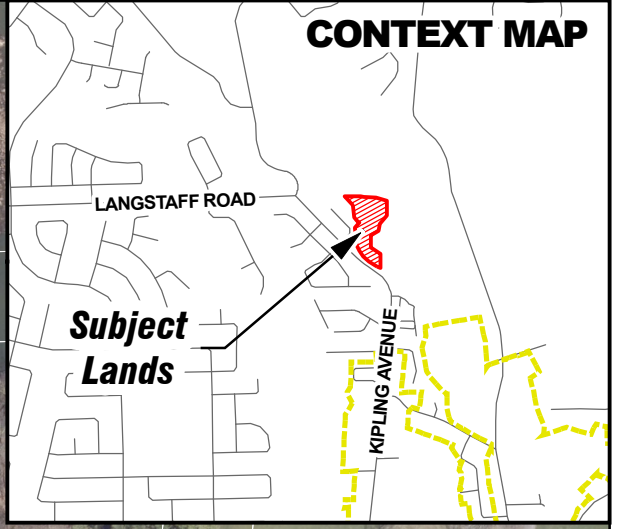 CONTEXT MAP
LANGSTAFF ROAD
Subject
Lands
KIPLING AVENUE